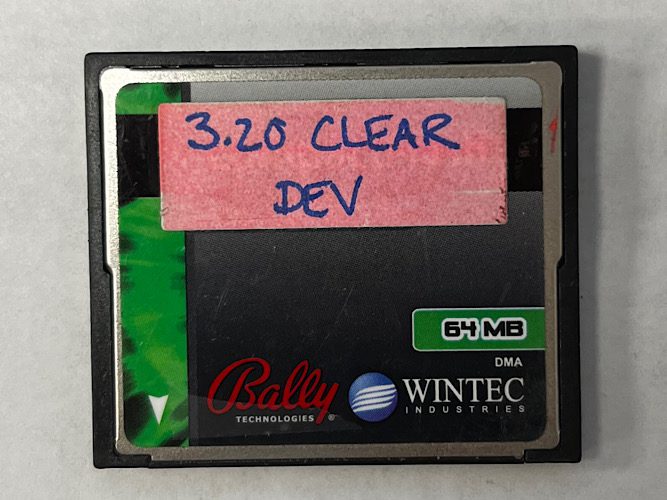 3.20 CLEAR
DEV
64 MB
DMA
Bally
TECHNOLOGIES ®
WINTEC
INDUSTRIES